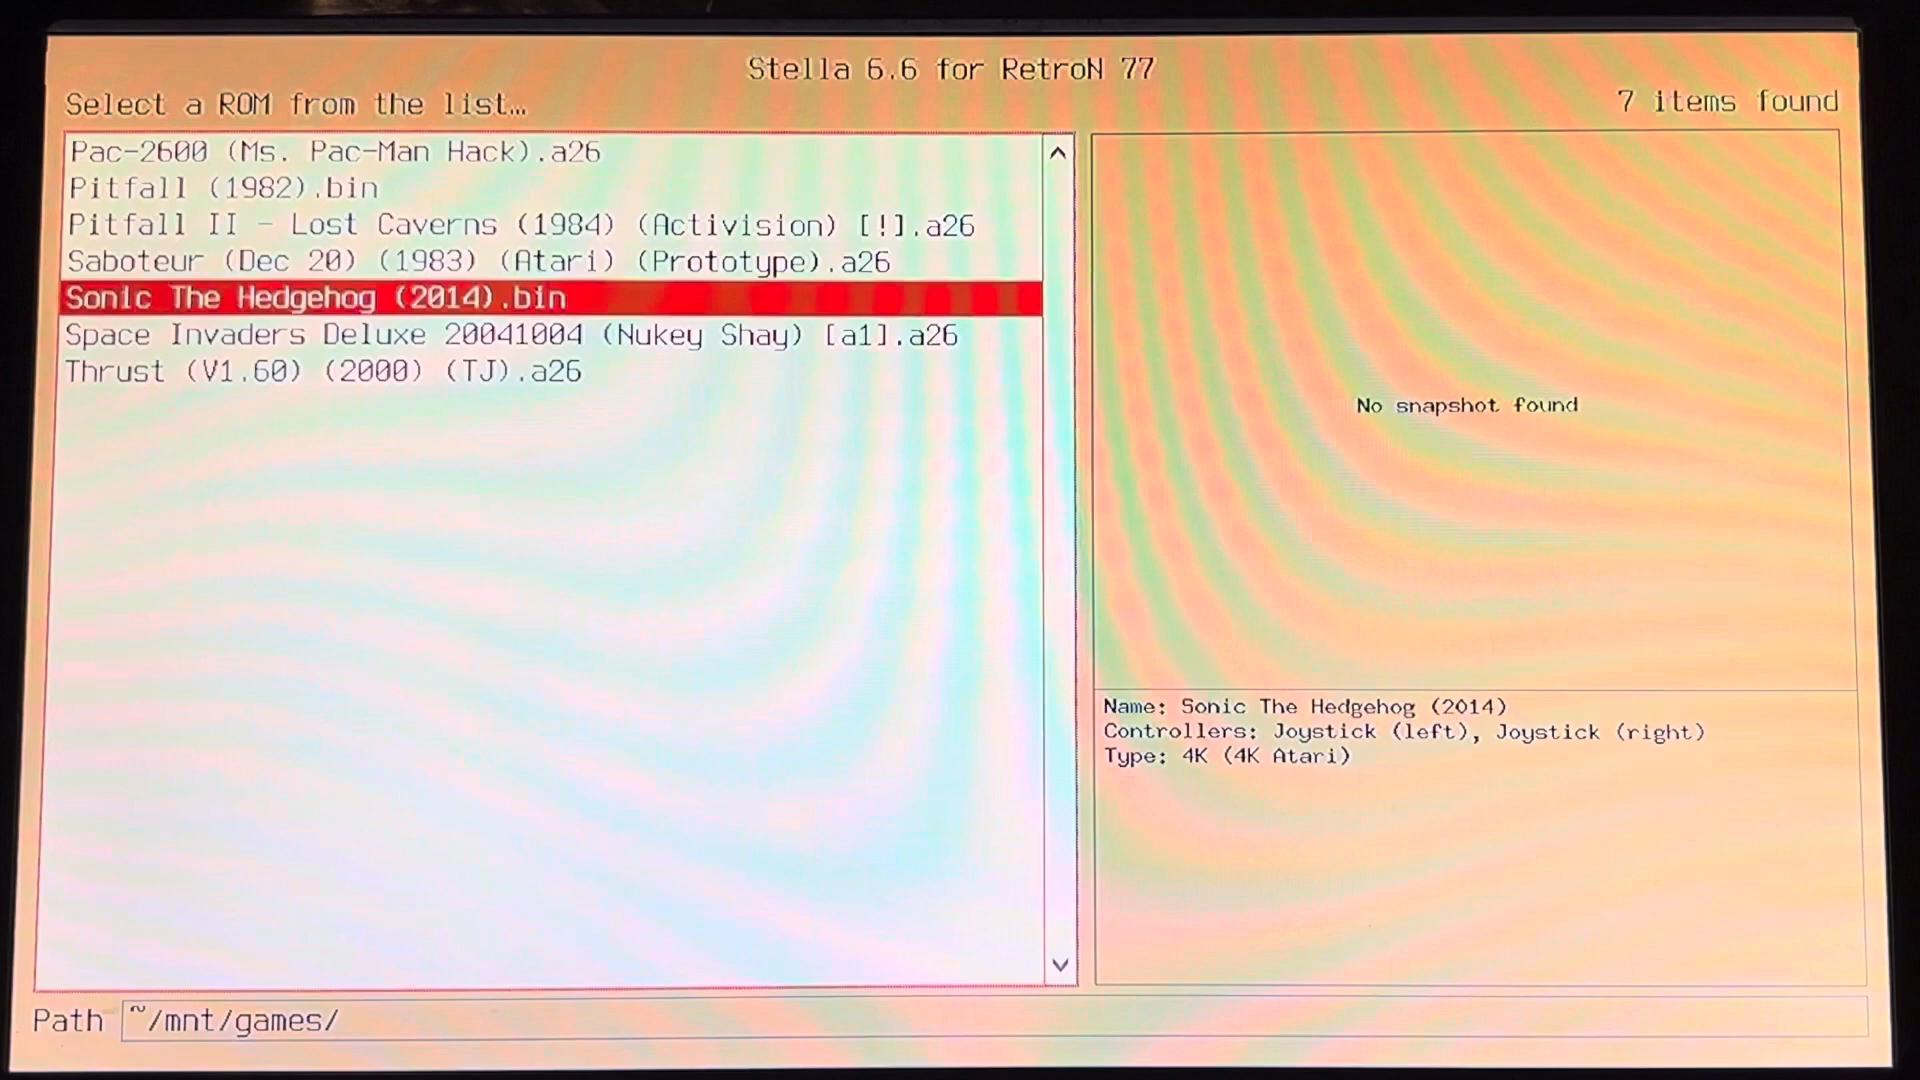 Stella 6.6 for RetroN 77
Select a ROM from the list…
7 items found
Pac-2600 (Ms. Pac-Man Hack).a26
Pitfall (1982).bin
Pitfall II - Lost Caverns (1984) (Activision) [!].a26
Saboteur (Dec 20) (1983) (Atari) (Prototype).a26
Sonic The Hedgehog (2014).bin
Space Invaders Deluxe 20041004 (Nukey Shay) [a1].a26
Thrust (V1.60) (2000) (TJ).a26
No snapshot found
Name: Sonic The Hedgehog (2014)
Controllers: Joystick (left), Joystick (right)
Type: 4K (4K Atari)
Path ~/mnt/games/